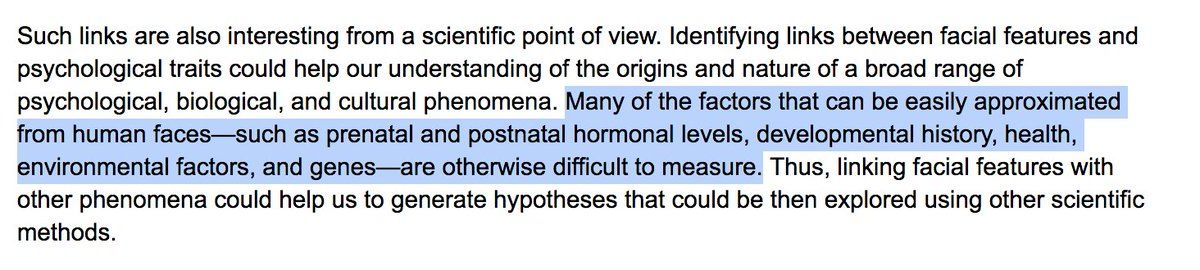 Such links are also interesting from a scientific point of view. Identifying links between facial features and
psychological traits could help our understanding of the origins and nature of a broad range of
psychological, biological, and cultural phenomena. Many of the factors that can be easily approximated
from human faces—such as prenatal and postnatal hormonal levels, developmental history, health,
environmental factors, and genes—are otherwise difficult to measure. Thus, linking facial features with
other phenomena could help us to generate hypotheses that could be then explored using other scientific
methods.